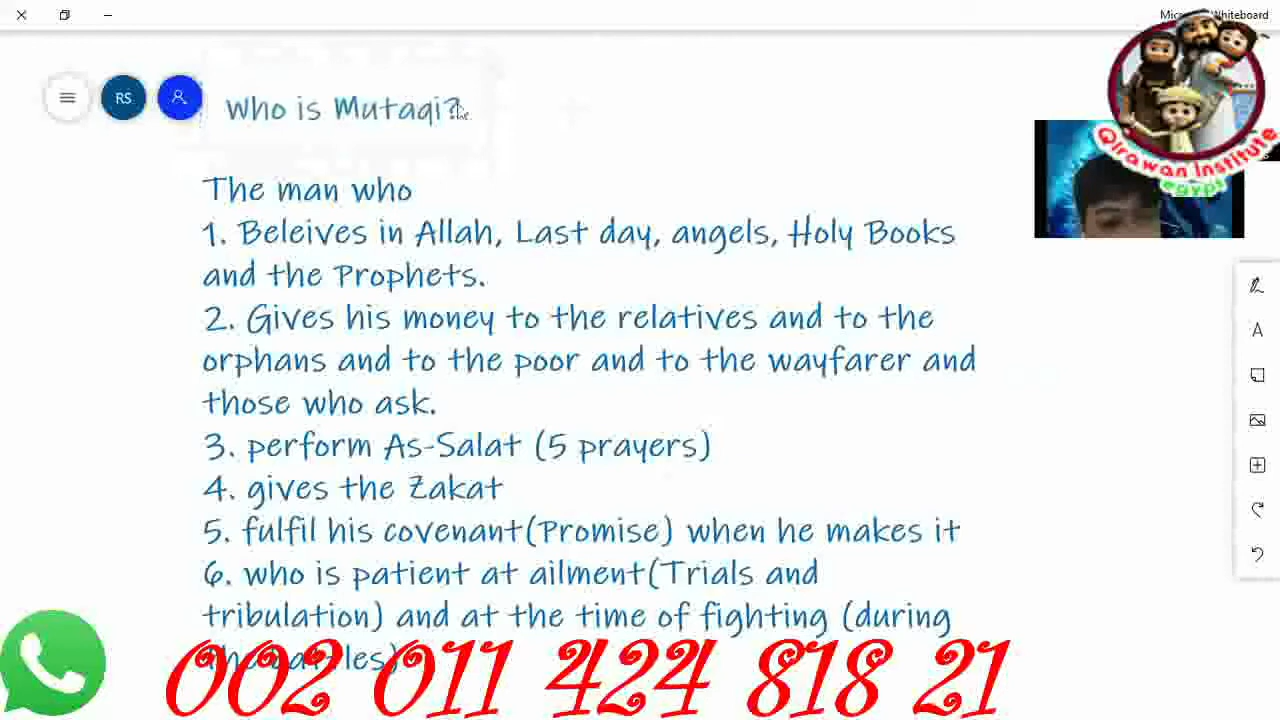 Whiteboard
RS
Who is Mutaqi?
The man who
1. Beleives in Allah, Last day, angels, Holy Books
and the Prophets.
2. Gives his money to the relatives and to the
orphans and to the poor and to the wayfarer and
those who ask.
3. perform As-Salat (5 prayers)
4. gives the Zakat
5. fulfil his covenant(Promise) when he makes it
6. who is patient at ailment(Trials and
tribulation) and at the time of fighting (during
Qirawan Institute
egypt
002 011 424 818 21